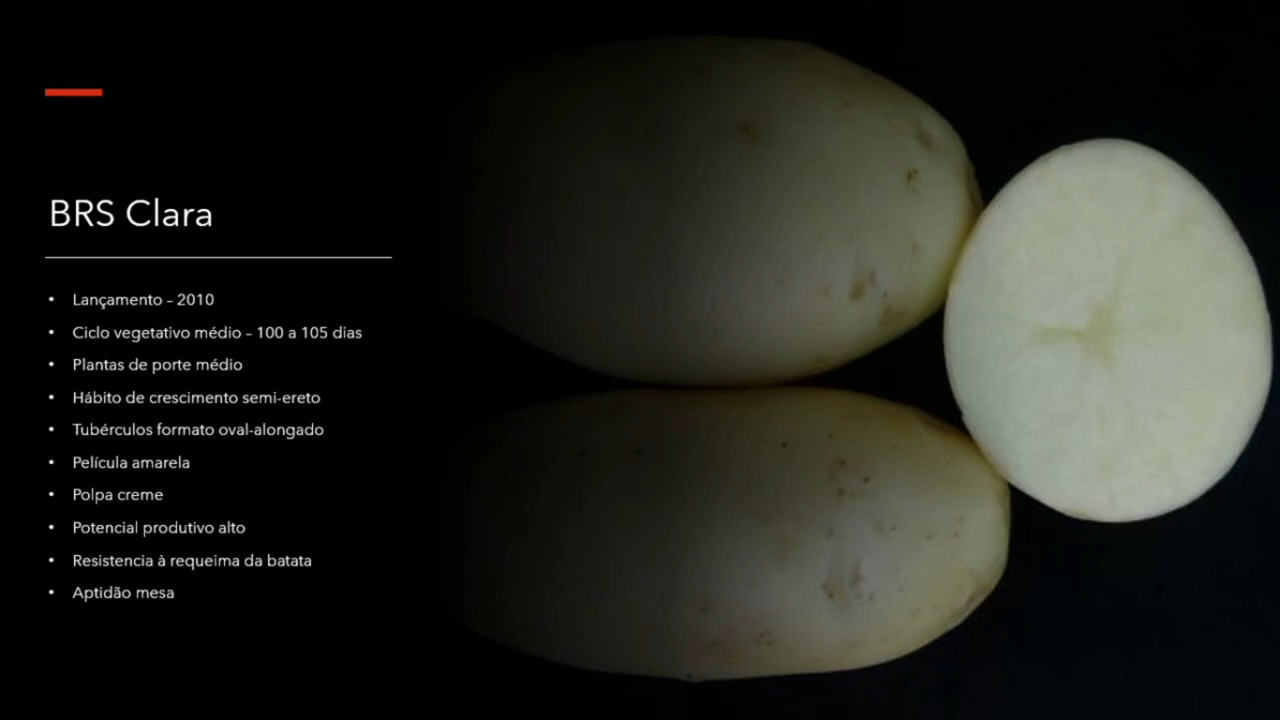 BRS Clara
• Lançamento – 2010
• Ciclo vegetativo médio – 100 a 105 dias
• Plantas de porte médio
• Hábito de crescimento semi-ereto
• Tubérculos formato oval-alongado
• Película amarela
• Polpa creme
• Potencial produtivo alto
• Resistencia à requeima da batata
• Aptidão mesa